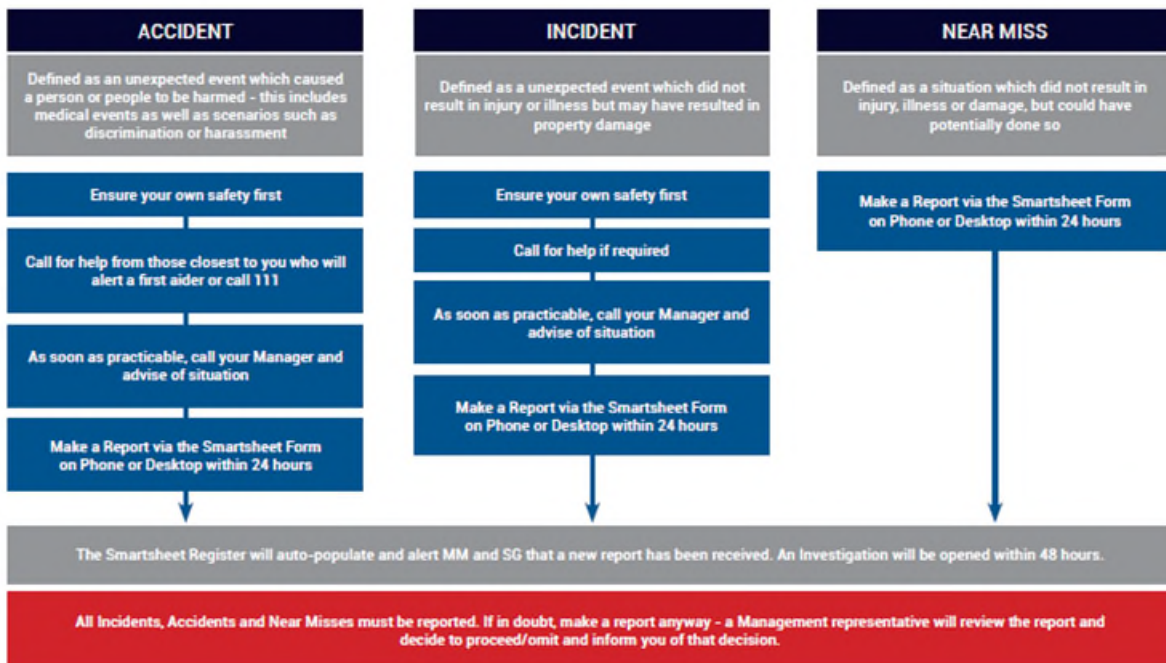 ACCIDENT
Defined as an unexpected event which caused
a person or people to be harmed - this includes
medical events as well as scenarios such as
discrimination or harassment
Ensure your own safety first
Call for help from those closest to you who will
alert a first aider or call 111
As soon as practicable, call your Manager and
advise of situation
Make a Report via the Smartsheet Form
on Phone or Desktop within 24 hours
INCIDENT
Defined as a unexpected event which did not
result in injury or illness but may have resulted in
property damage
Ensure your own safety first
Call for help if required
As soon as practicable, call your Manager and
advise of situation
Make a Report via the Smartsheet Form
on Phone or Desktop within 24 hours
NEAR MISS
Defined as a situation which did not result in
injury, illness or damage, but could have
potentially done so
Make a Report via the Smartsheet Form
on Phone or Desktop within 24 hours
The Smartsheet Register will auto-populate and alert MM and SG that a new report has been received. An Investigation will be opened within 48 hours.
All Incidents, Accidents and Near Misses must be reported. If in doubt, make a report anyway - a Management representative will review the report and
decide to proceed/omit and inform you of that decision.